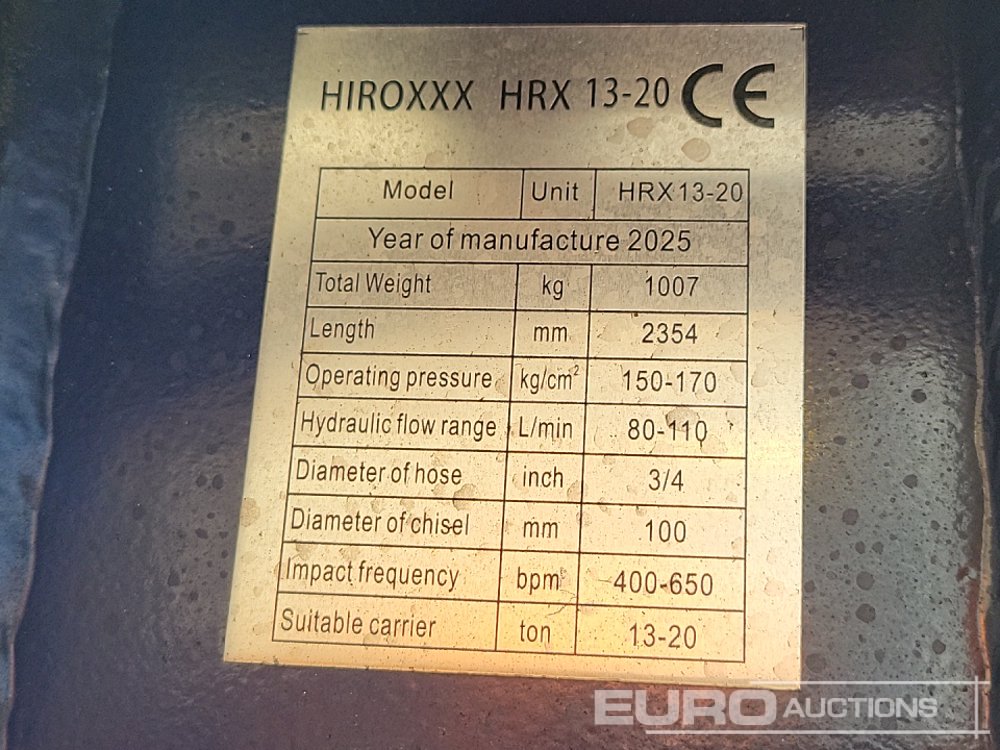 HIROXXX HRX 13-20 CE
Model Unit HRX13-20
Year of manufacture 2025
Total Weight kg 1007
Length mm 2354
Operating pressure kg/cm² 150-170
Hydraulic flow range L/min 80-110
Diameter of hose inch 3/4
Diameter of chisel mm 100
Impact frequency bpm 400-650
Suitable carrier ton 13-20
EURO AUCTIONS